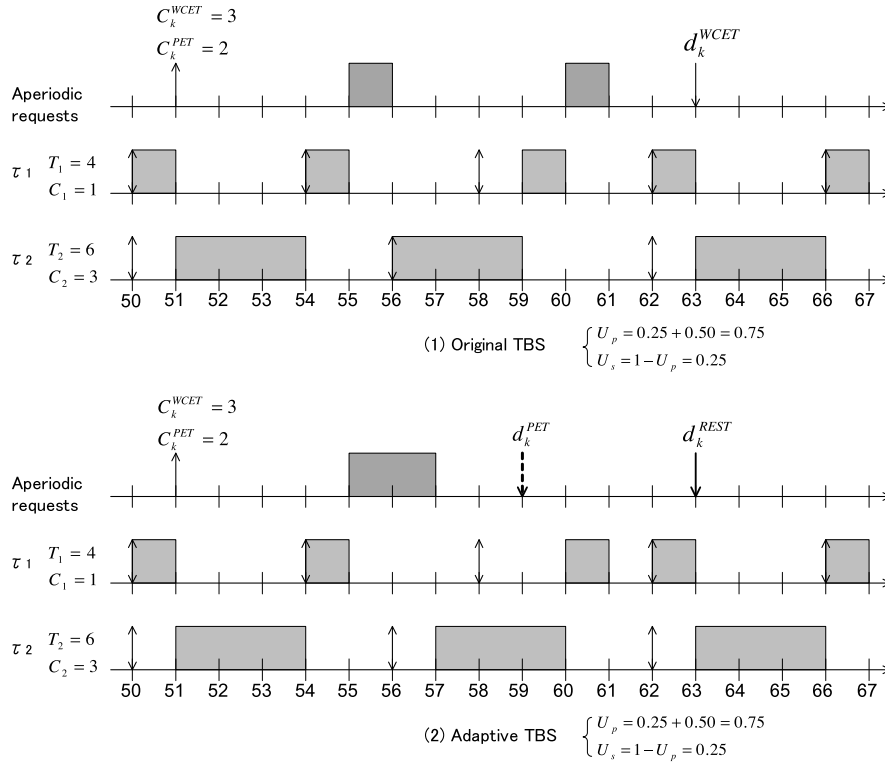 C_k^{WCET} = 3
C_k^{PET} = 2
d_k^{WCET}
Aperiodic
requests
τ1 T_1 = 4
C_1 = 1
τ2 T_2 = 6
C_2 = 3
50 51 52 53 54 55 56 57 58 59 60 61 62 63 64 65 66 67
(1) Original TBS
U_p = 0.25 + 0.50 = 0.75
U_s = 1 − U_p = 0.25
C_k^{WCET} = 3
C_k^{PET} = 2
d_k^{PET} d_k^{REST}
Aperiodic
requests
τ1 T_1 = 4
C_1 = 1
τ2 T_2 = 6
C_2 = 3
50 51 52 53 54 55 56 57 58 59 60 61 62 63 64 65 66 67
(2) Adaptive TBS
U_p = 0.25 + 0.50 = 0.75
U_s = 1 − U_p = 0.25